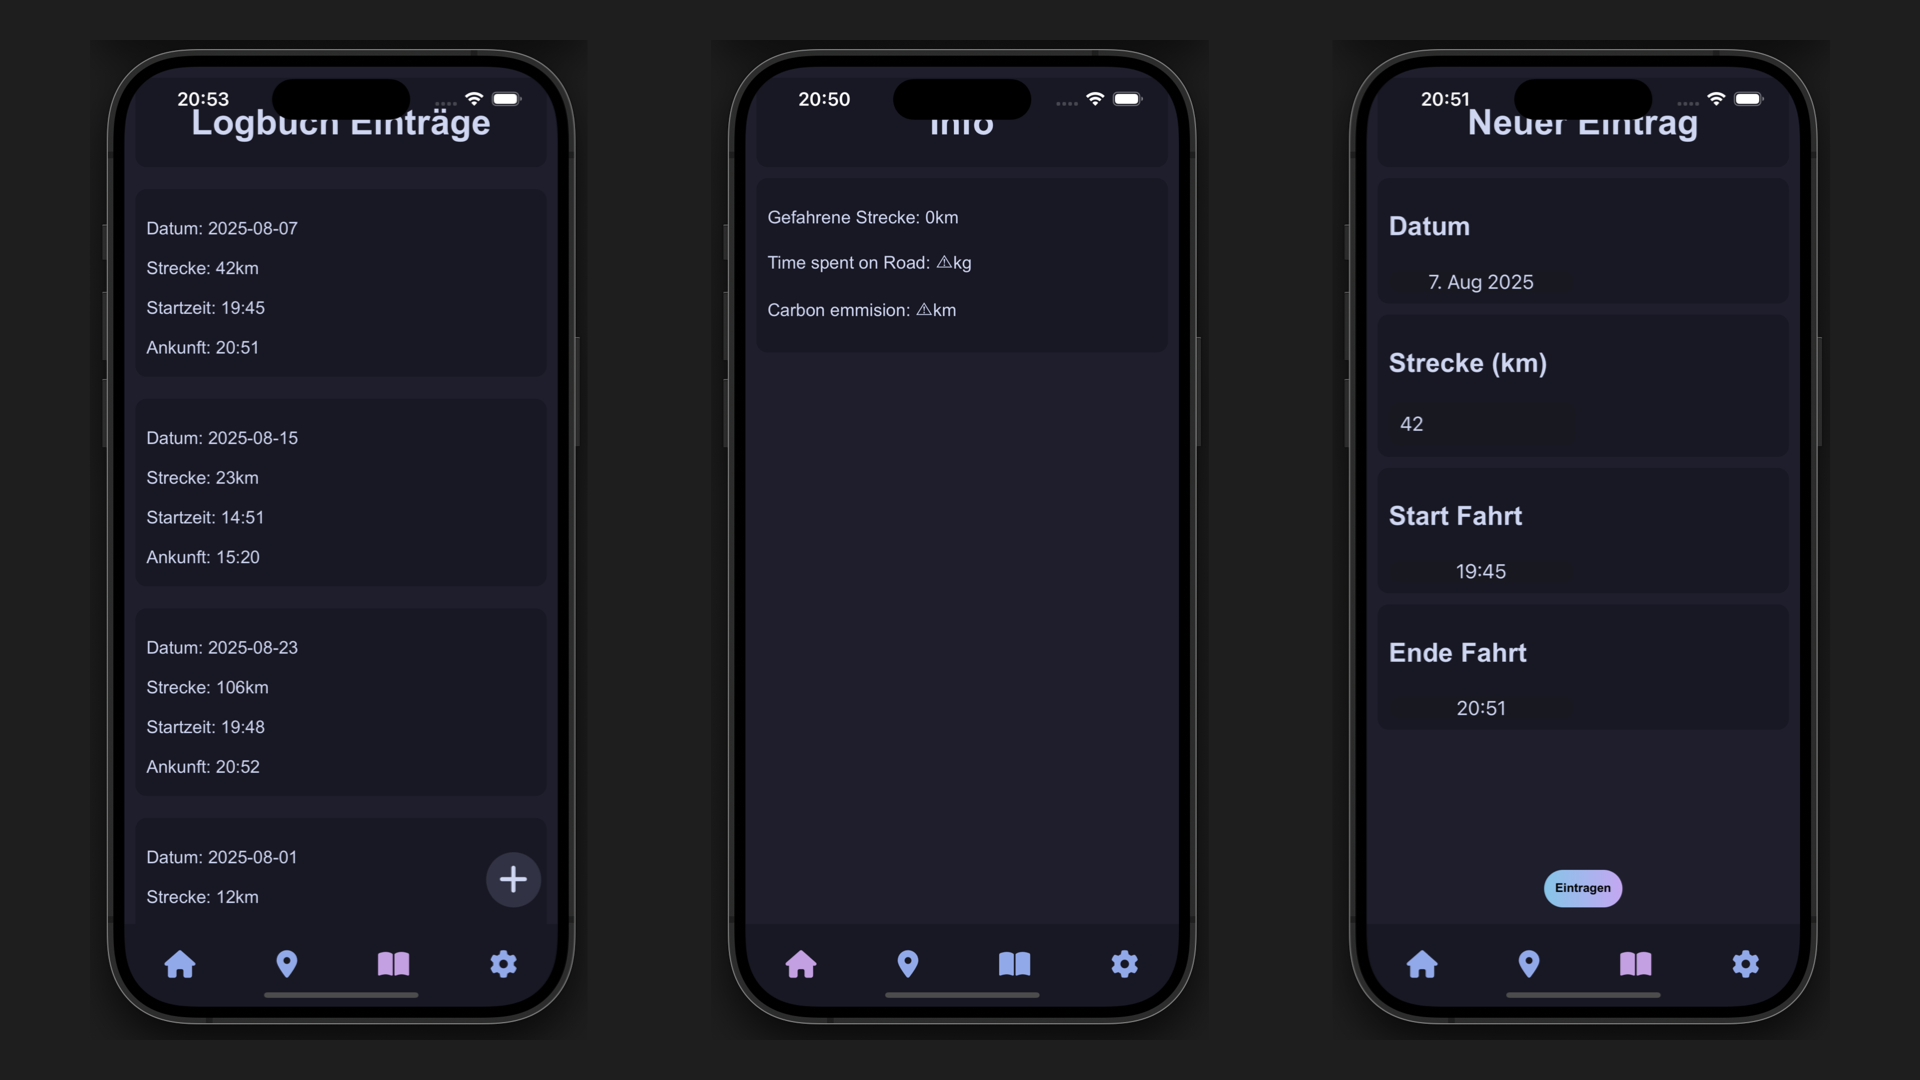 20:53
Logbuch Einträge
Datum: 2025-08-07
Strecke: 42km
Startzeit: 19:45
Ankunft: 20:51
Datum: 2025-08-15
Strecke: 23km
Startzeit: 14:51
Ankunft: 15:20
Datum: 2025-08-23
Strecke: 106km
Startzeit: 19:48
Ankunft: 20:52
Datum: 2025-08-01
Strecke: 12km
20:50
Info
Gefahrene Strecke: 0km
Time spent on Road: ⚠kg
Carbon emmision: ⚠km
20:51
Neuer Eintrag
Datum
7. Aug 2025
Strecke (km)
42
Start Fahrt
19:45
Ende Fahrt
20:51
Eintragen